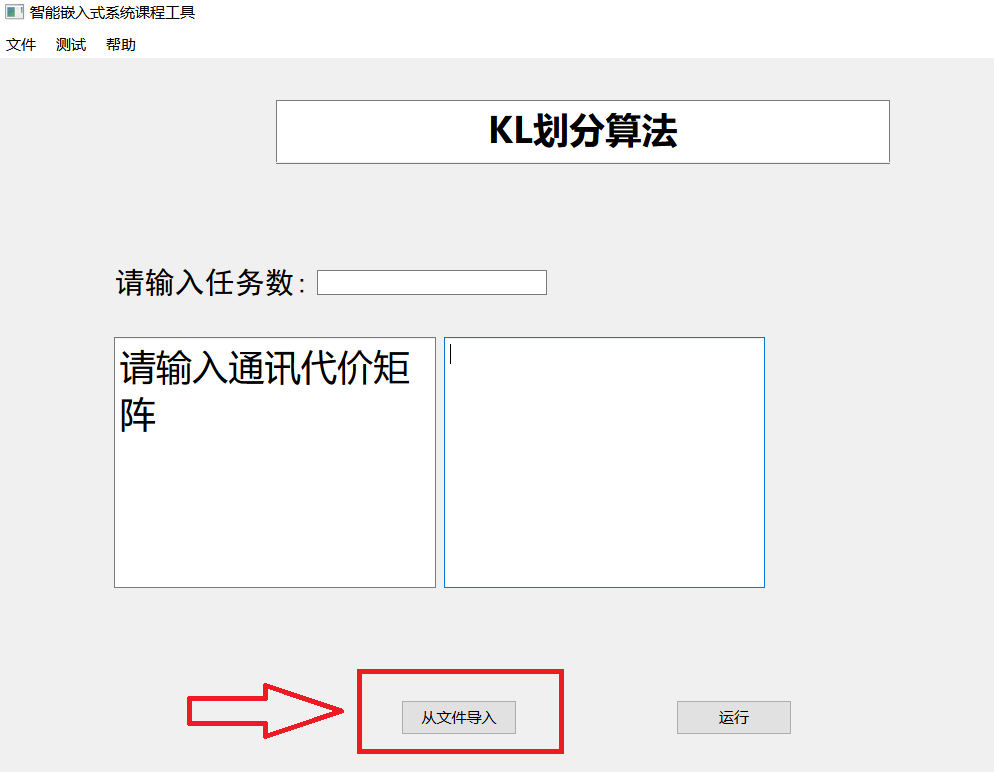 智能嵌入式系统课程工具
文件 测试 帮助
KL划分算法
请输入任务数:
请输入通讯代价矩
阵
从文件导入 运行